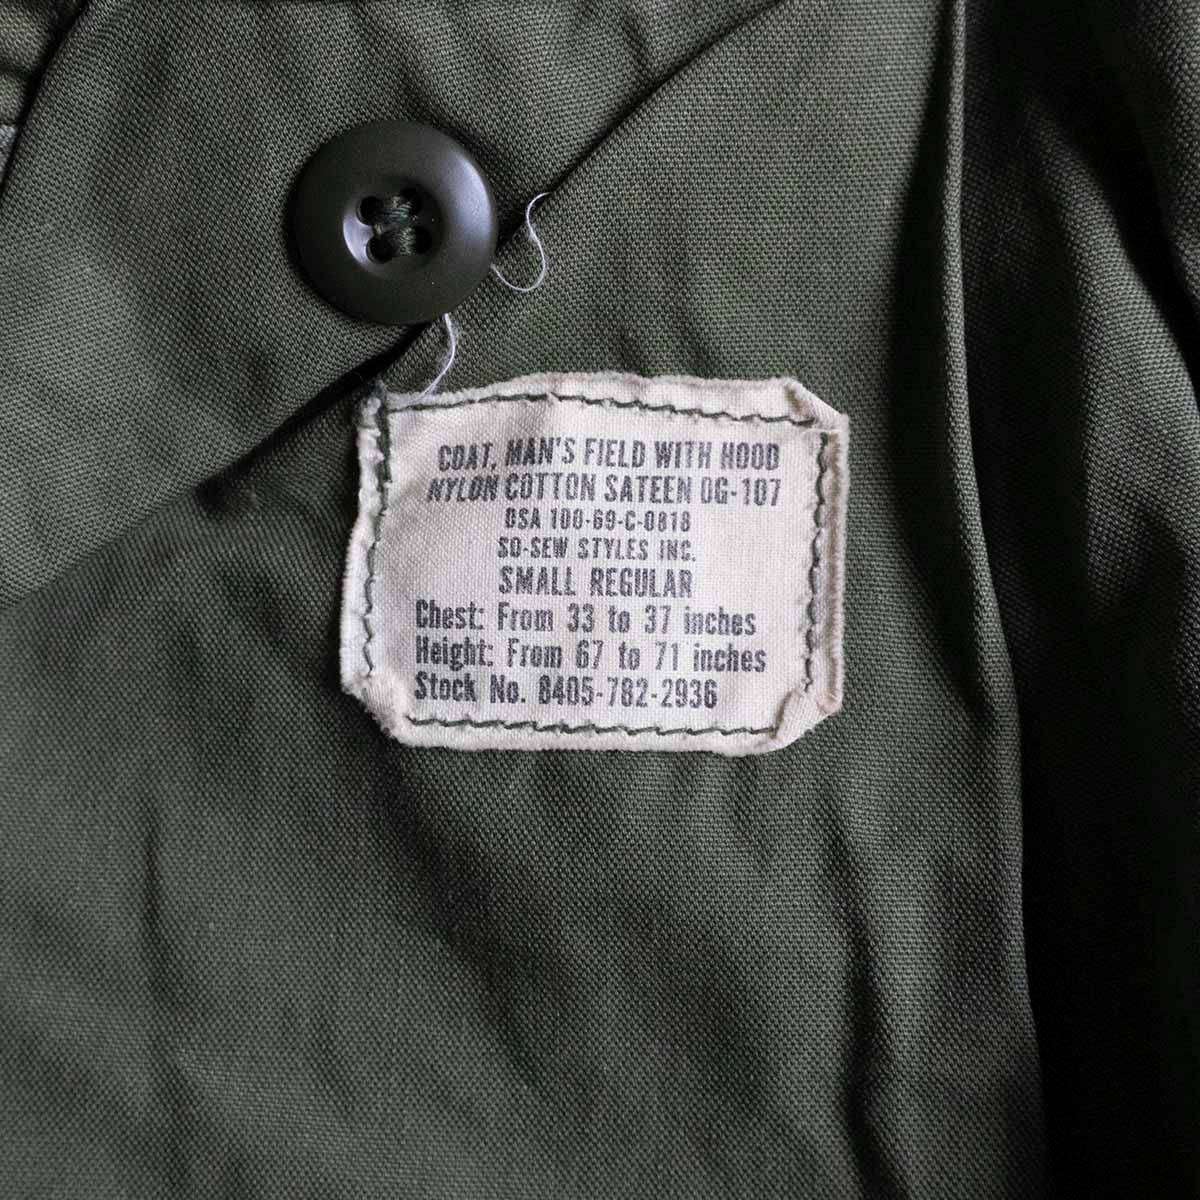 COAT, MAN'S FIELD WITH HOOD
NYLON COTTON SATEEN OG-107
DSA 100-69-C-0818
SO-SEW STYLES INC.
SMALL REGULAR
Chest: From 33 to 37 inches
Height: From 67 to 71 inches
Stock No. 8405-782-2936